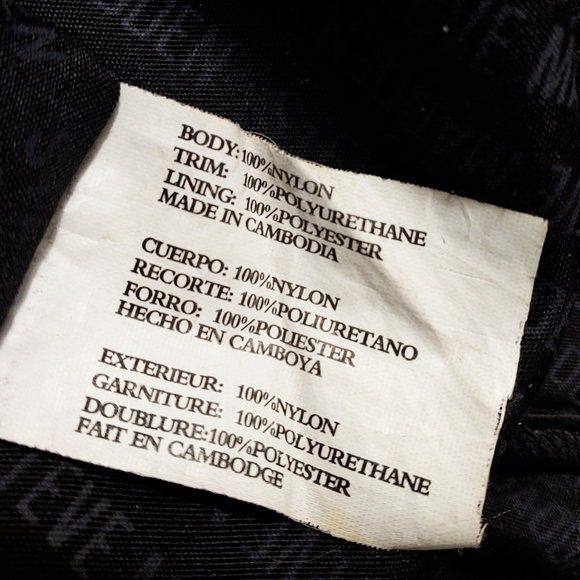 BODY:100%NYLON
TRIM: 100%POLYURETHANE
LINING: 100%POLYESTER
MADE IN CAMBODIA
CUERPO: 100%NYLON
RECORTE: 100%POLIURETANO
FORRO: 100%POLIESTER
HECHO EN CAMBOYA
EXTERIEUR: 100%NYLON
GARNITURE: 100%POLYURETHANE
DOUBLURE:100%POLYESTER
FAIT EN CAMBODGE